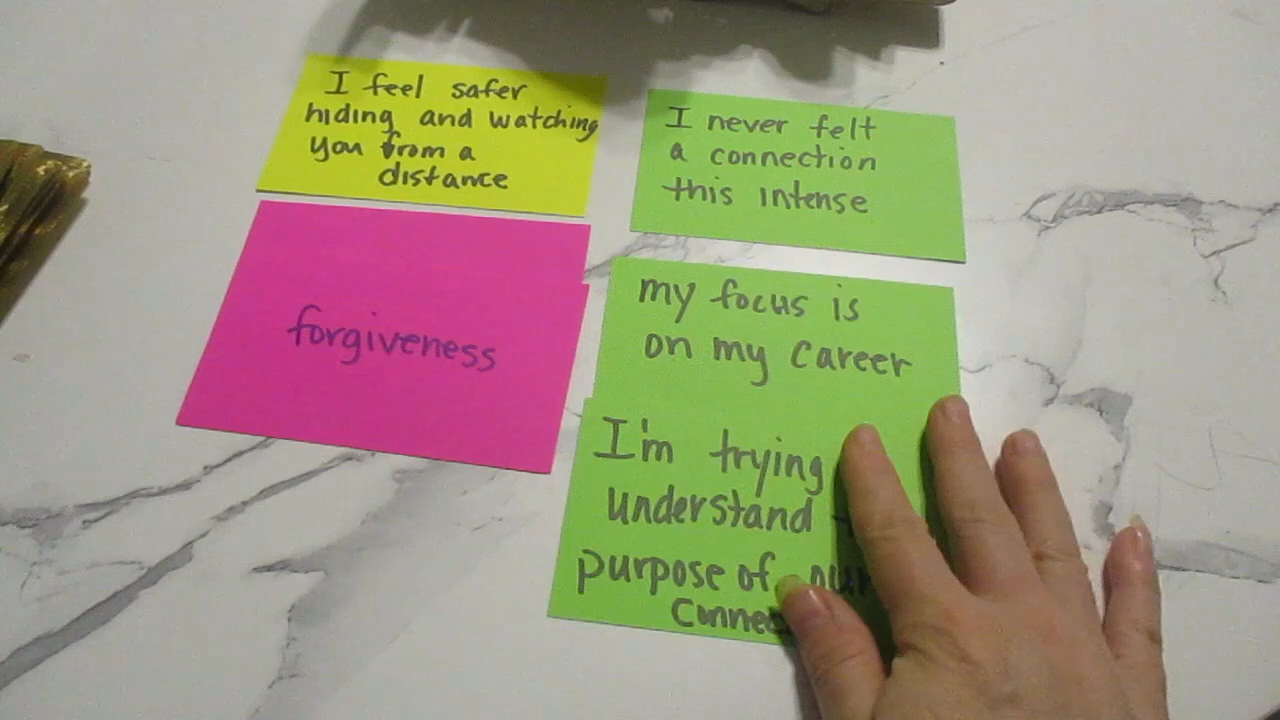 I feel safer
hiding and watching
you from a
distance
I never felt
a connection
this intense
forgiveness
my focus is
on my career
I'm trying
understand
purpose of our